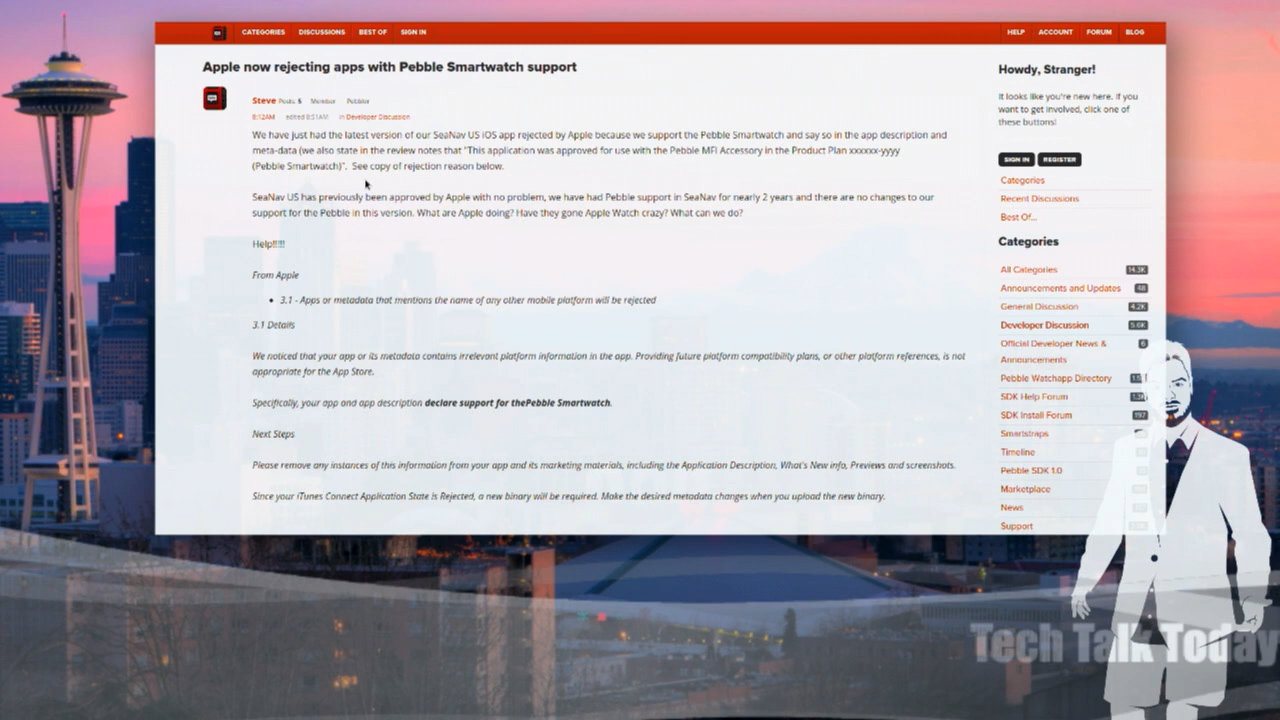 CATEGORIES DISCUSSIONS BEST OF SIGN IN HELP ACCOUNT FORUM BLOG
Apple now rejecting apps with Pebble Smartwatch support
Steve Posts: 5 Member Pebbler
8:12AM edited 8:51AM in Developer Discussion
We have just had the latest version of our SeaNav US iOS app rejected by Apple because we support the Pebble Smartwatch and say so in the app description and
meta-data (we also state in the review notes that "This application was approved for use with the Pebble MFI Accessory in the Product Plan xxxxxx-yyyy
(Pebble Smartwatch)". See copy of rejection reason below.
SeaNav US has previously been approved by Apple with no problem, we have had Pebble support in SeaNav for nearly 2 years and there are no changes to our
support for the Pebble in this version. What are Apple doing? Have they gone Apple Watch crazy? What can we do?
Help!!!!!
From Apple
• 3.1 - Apps or metadata that mentions the name of any other mobile platform will be rejected
3.1 Details
We noticed that your app or its metadata contains irrelevant platform information in the app. Providing future platform compatibility plans, or other platform references, is not
appropriate for the App Store.
Specifically, your app and app description declare support for thePebble Smartwatch.
Next Steps
Please remove any instances of this information from your app and its marketing materials, including the Application Description, What's New info, Previews and screenshots.
Since your iTunes Connect Application State is Rejected, a new binary will be required. Make the desired metadata changes when you upload the new binary.
Howdy, Stranger!
It looks like you're new here. If you
want to get involved, click one of
these buttons!
SIGN IN REGISTER
Categories
Recent Discussions
Best Of...
Categories
All Categories 14.3K
Announcements and Updates 48
General Discussion 4.2K
Developer Discussion 5.6K
Official Developer News & 6
Announcements
Pebble Watchapp Directory
SDK Help Forum
SDK Install Forum 197
Smartstraps
Timeline
Pebble SDK 1.0
Marketplace
News
Support
Tech Talk Today